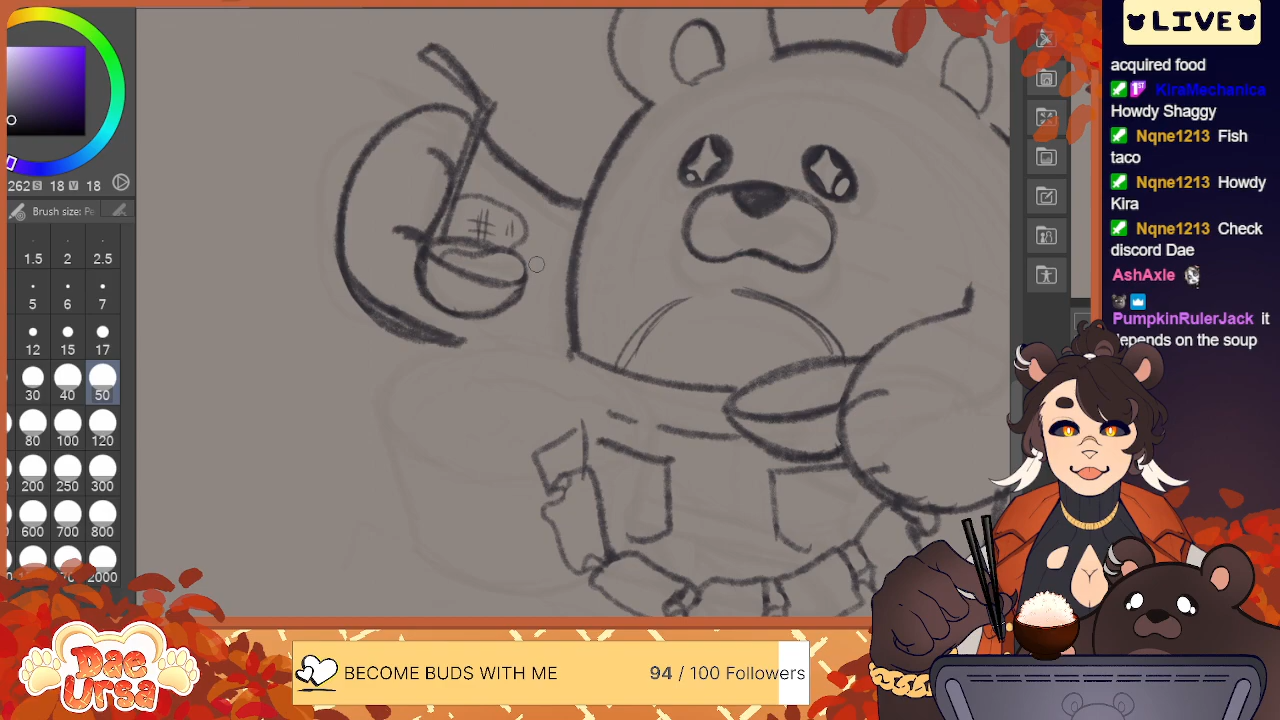 LIVE
acquired food
KiraMechanica
Howdy Shaggy
Nqne1213 Fish
taco
Nqne1213 Howdy
Kira
Nqne1213 Check
discord Dae
AshAxle
PumpkinRulerJack it
depends on the soup
262 S 18 V 18
Brush size: Pe
1.5 2 2.5
5 6 7
12 15 17
30 40 50
80 100 120
200 250 300
600 700 800
2000
Dae
Ursa
BECOME BUDS WITH ME 94 / 100 Followers